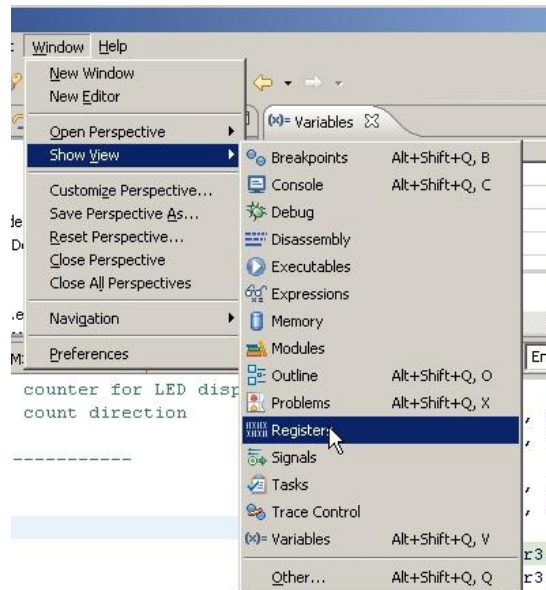 Window Help
New Window
New Editor
(x)= Variables
Open Perspective
Show View
Customize Perspective...
Save Perspective As...
Reset Perspective...
Close Perspective
Close All Perspectives
Navigation
Preferences
Breakpoints Alt+Shift+Q, B
Console Alt+Shift+Q, C
Debug
Disassembly
Executables
Expressions
Memory
Modules
Outline Alt+Shift+Q, O
Problems Alt+Shift+Q, X
Registers
Signals
Tasks
Trace Control
(x)= Variables Alt+Shift+Q, V
Other... Alt+Shift+Q, Q
counter for LED disp
count direction
-----------
r3
r3